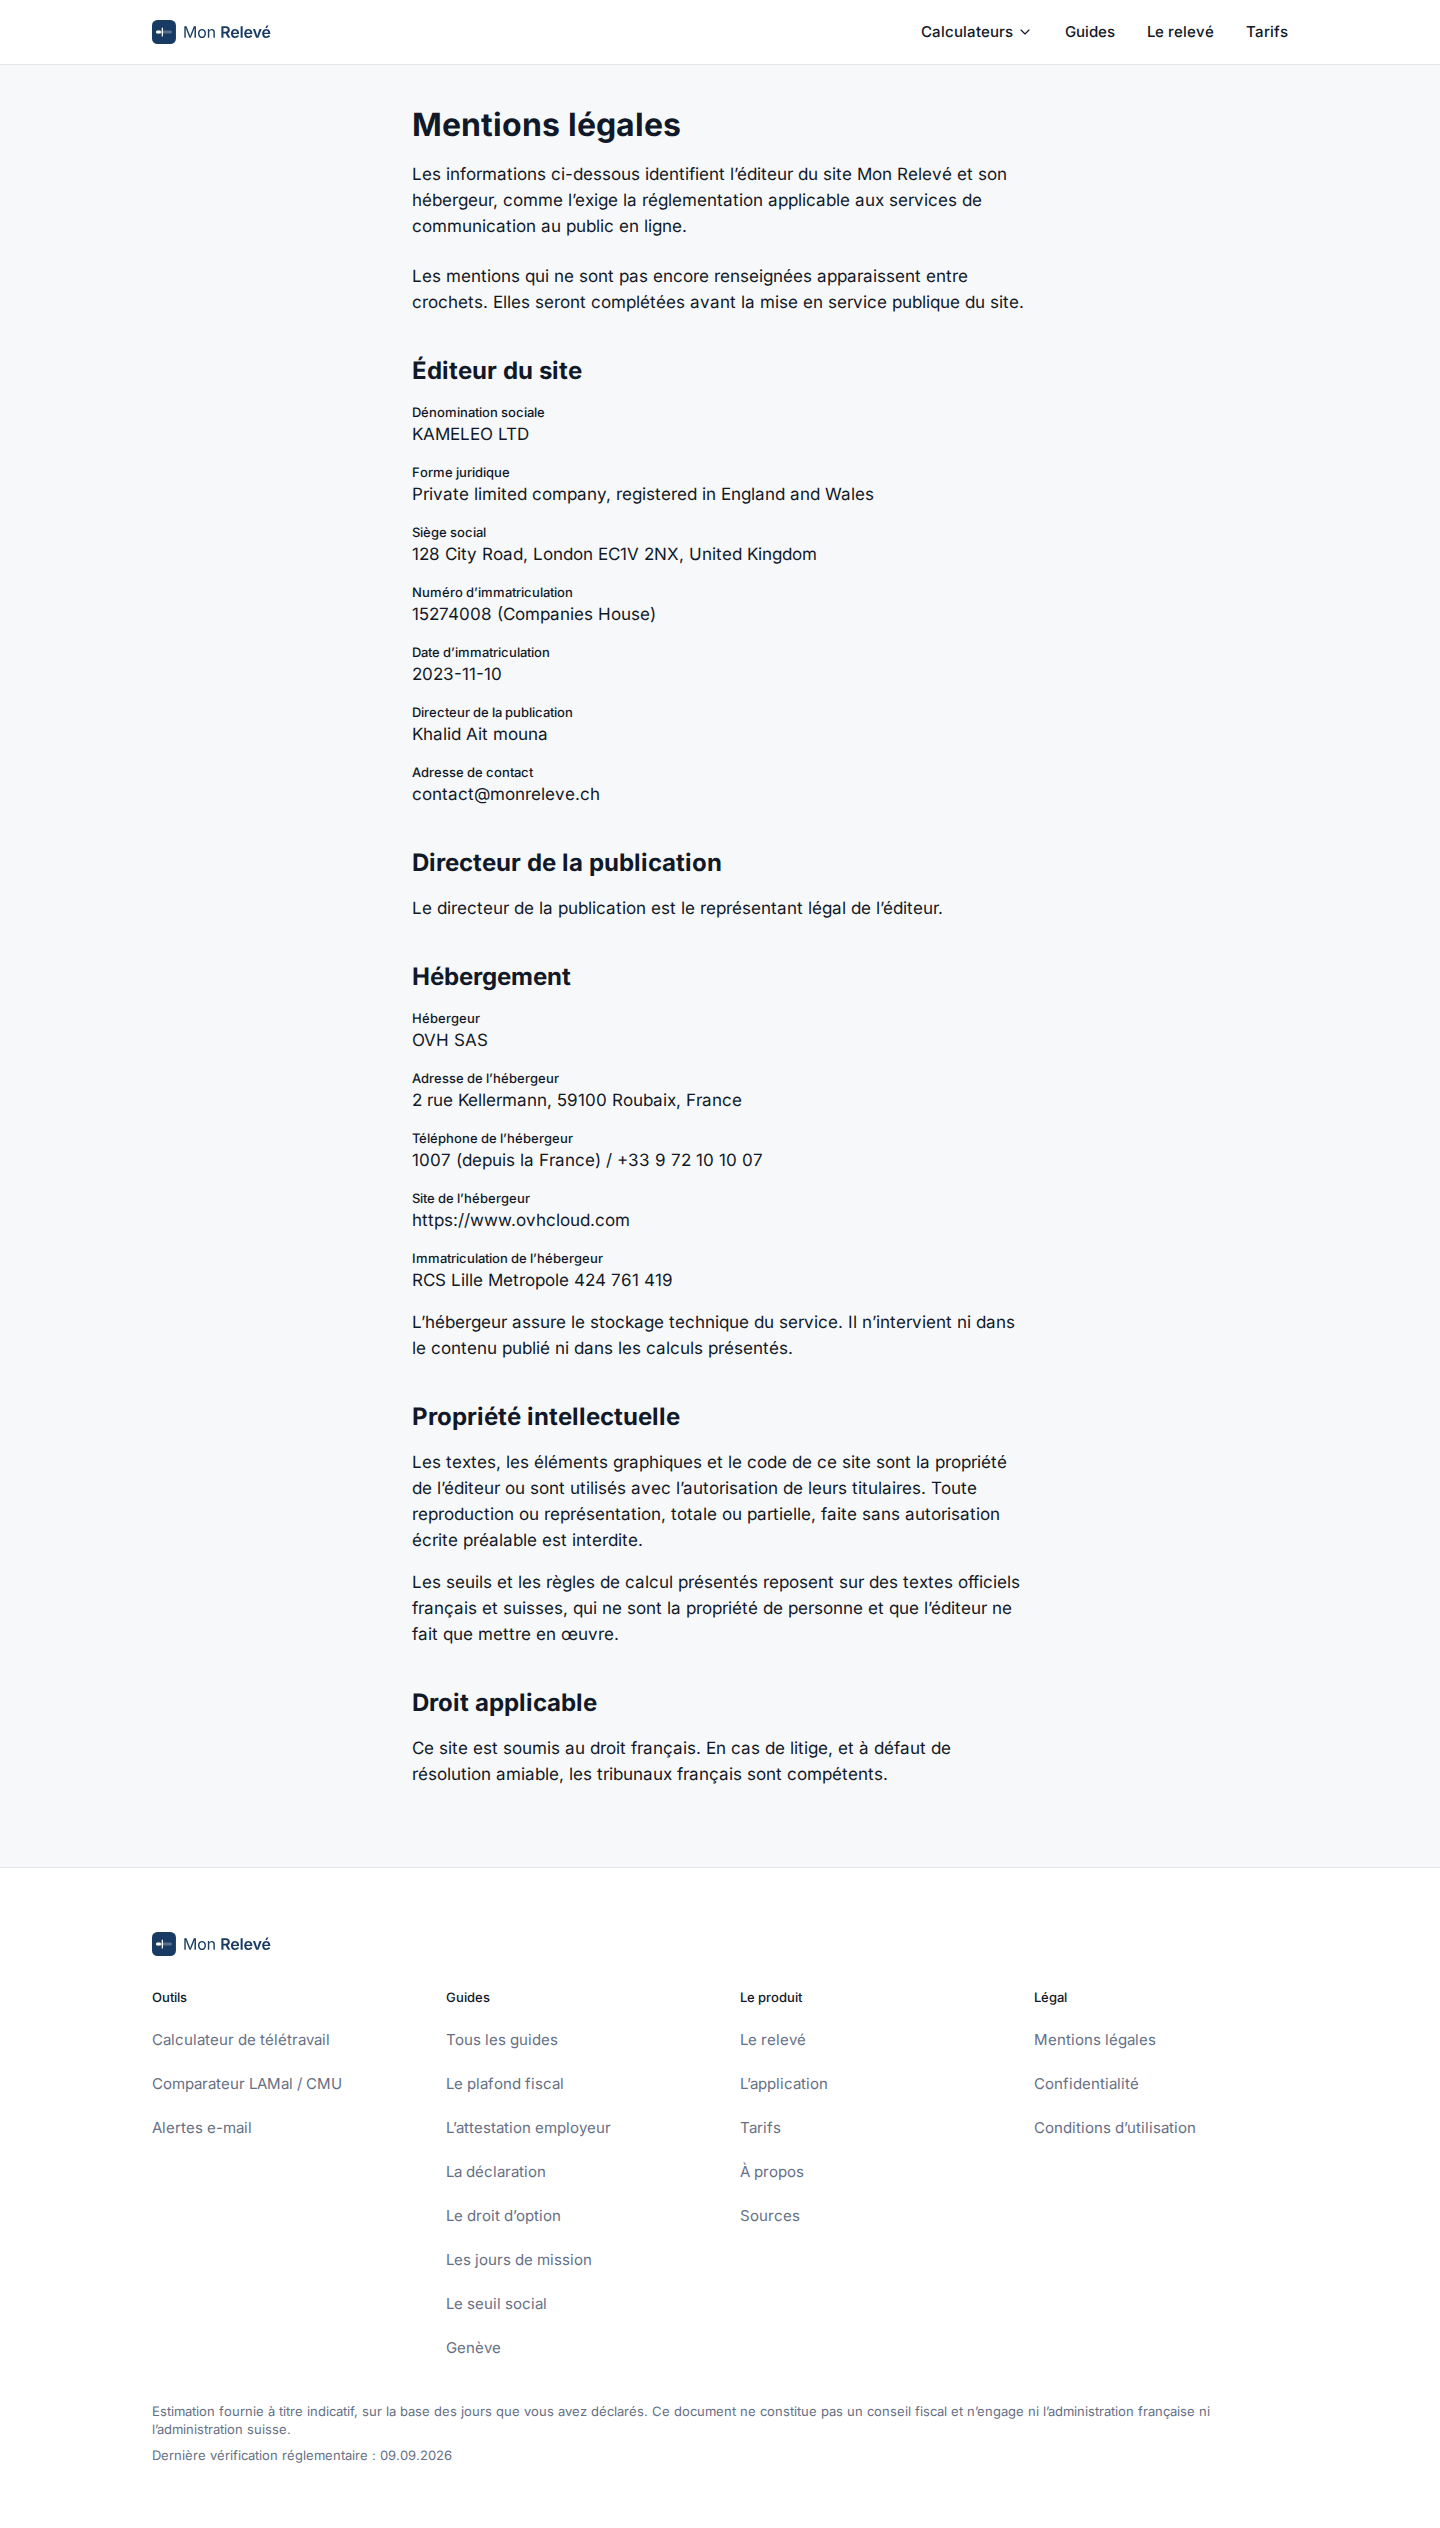 Mon Relevé
Calculateurs
Guides
Le relevé
Tarifs
Mentions légales
Les informations ci-dessous identifient l’éditeur du site Mon Relevé et son
hébergeur, comme l’exige la réglementation applicable aux services de
communication au public en ligne.
Les mentions qui ne sont pas encore renseignées apparaissent entre
crochets. Elles seront complétées avant la mise en service publique du site.
Éditeur du site
Dénomination sociale
KAMELEO LTD
Forme juridique
Private limited company, registered in England and Wales
Siège social
128 City Road, London EC1V 2NX, United Kingdom
Numéro d’immatriculation
15274008 (Companies House)
Date d’immatriculation
2023-11-10
Directeur de la publication
Khalid Ait mouna
Adresse de contact
contact@monreleve.ch
Directeur de la publication
Le directeur de la publication est le représentant légal de l’éditeur.
Hébergement
Hébergeur
OVH SAS
Adresse de l’hébergeur
2 rue Kellermann, 59100 Roubaix, France
Téléphone de l’hébergeur
1007 (depuis la France) / +33 9 72 10 10 07
Site de l’hébergeur
https://www.ovhcloud.com
Immatriculation de l’hébergeur
RCS Lille Metropole 424 761 419
L’hébergeur assure le stockage technique du service. Il n’intervient ni dans
le contenu publié ni dans les calculs présentés.
Propriété intellectuelle
Les textes, les éléments graphiques et le code de ce site sont la propriété
de l’éditeur ou sont utilisés avec l’autorisation de leurs titulaires. Toute
reproduction ou représentation, totale ou partielle, faite sans autorisation
écrite préalable est interdite.
Les seuils et les règles de calcul présentés reposent sur des textes officiels
français et suisses, qui ne sont la propriété de personne et que l’éditeur ne
fait que mettre en œuvre.
Droit applicable
Ce site est soumis au droit français. En cas de litige, et à défaut de
résolution amiable, les tribunaux français sont compétents.
Mon Relevé
Outils
Calculateur de télétravail
Comparateur LAMal / CMU
Alertes e-mail
Guides
Tous les guides
Le plafond fiscal
L’attestation employeur
La déclaration
Le droit d’option
Les jours de mission
Le seuil social
Genève
Le produit
Le relevé
L’application
Tarifs
À propos
Sources
Légal
Mentions légales
Confidentialité
Conditions d’utilisation
Estimation fournie à titre indicatif, sur la base des jours que vous avez déclarés. Ce document ne constitue pas un conseil fiscal et n’engage ni l’administration française ni
l’administration suisse.
Dernière vérification réglementaire : 09.09.2026